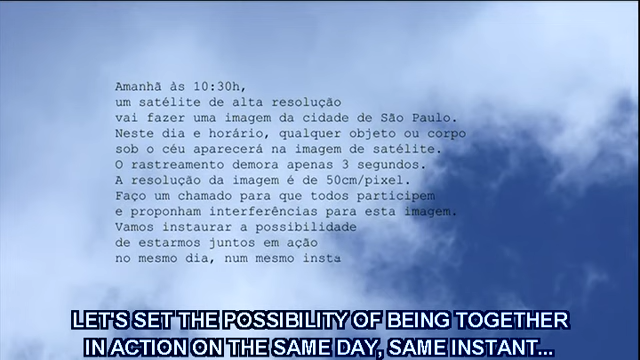 Amanhã às 10:30h,
um satélite de alta resolução
vai fazer uma imagem da cidade de São Paulo.
Neste dia e horário, qualquer objeto ou corpo
sob o céu aparecerá na imagem de satélite.
O rastreamento demora apenas 3 segundos.
A resolução da imagem é de 50cm/pixel.
Faço um chamado para que todos participem
e proponham interferências para esta imagem.
Vamos instaurar a possibilidade
de estarmos juntos em ação
no mesmo dia, num mesmo insta
LET'S SET THE POSSIBILITY OF BEING TOGETHER
IN ACTION ON THE SAME DAY, SAME INSTANT...